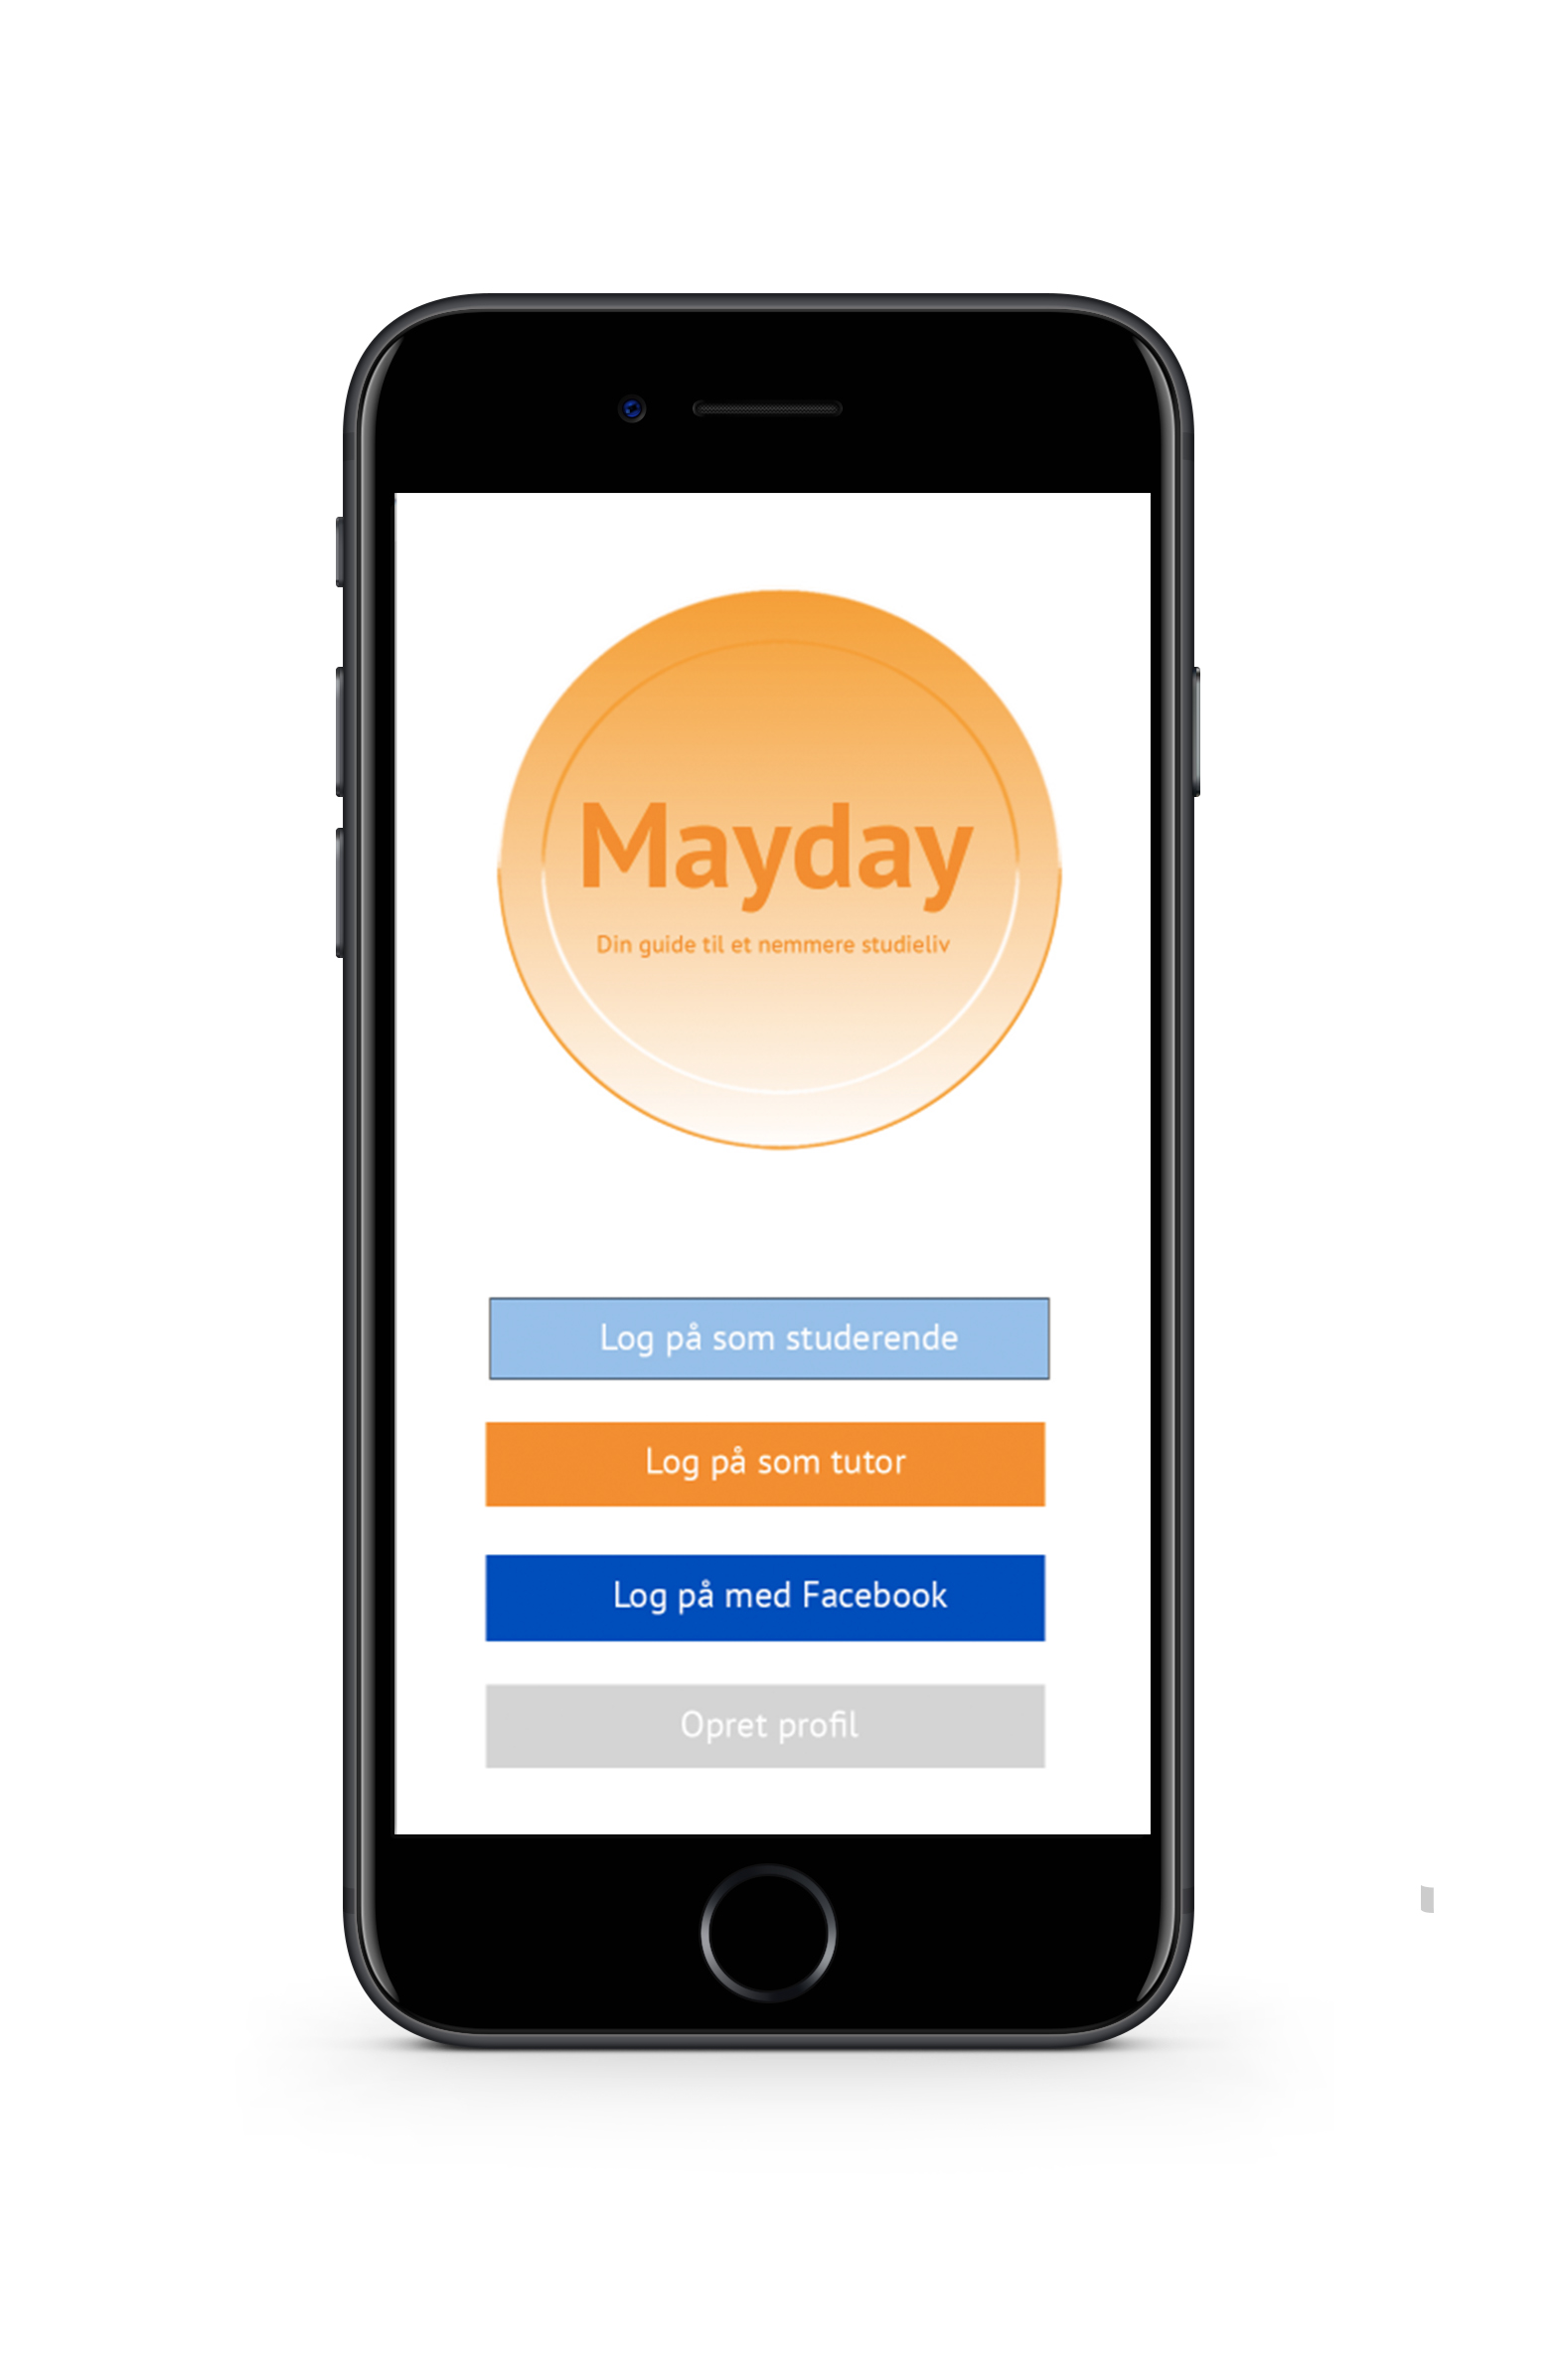 Mayday
Din guide til et nemmere studieliv
Log på som studerende
Log på som tutor
Log på med Facebook
Opret profil